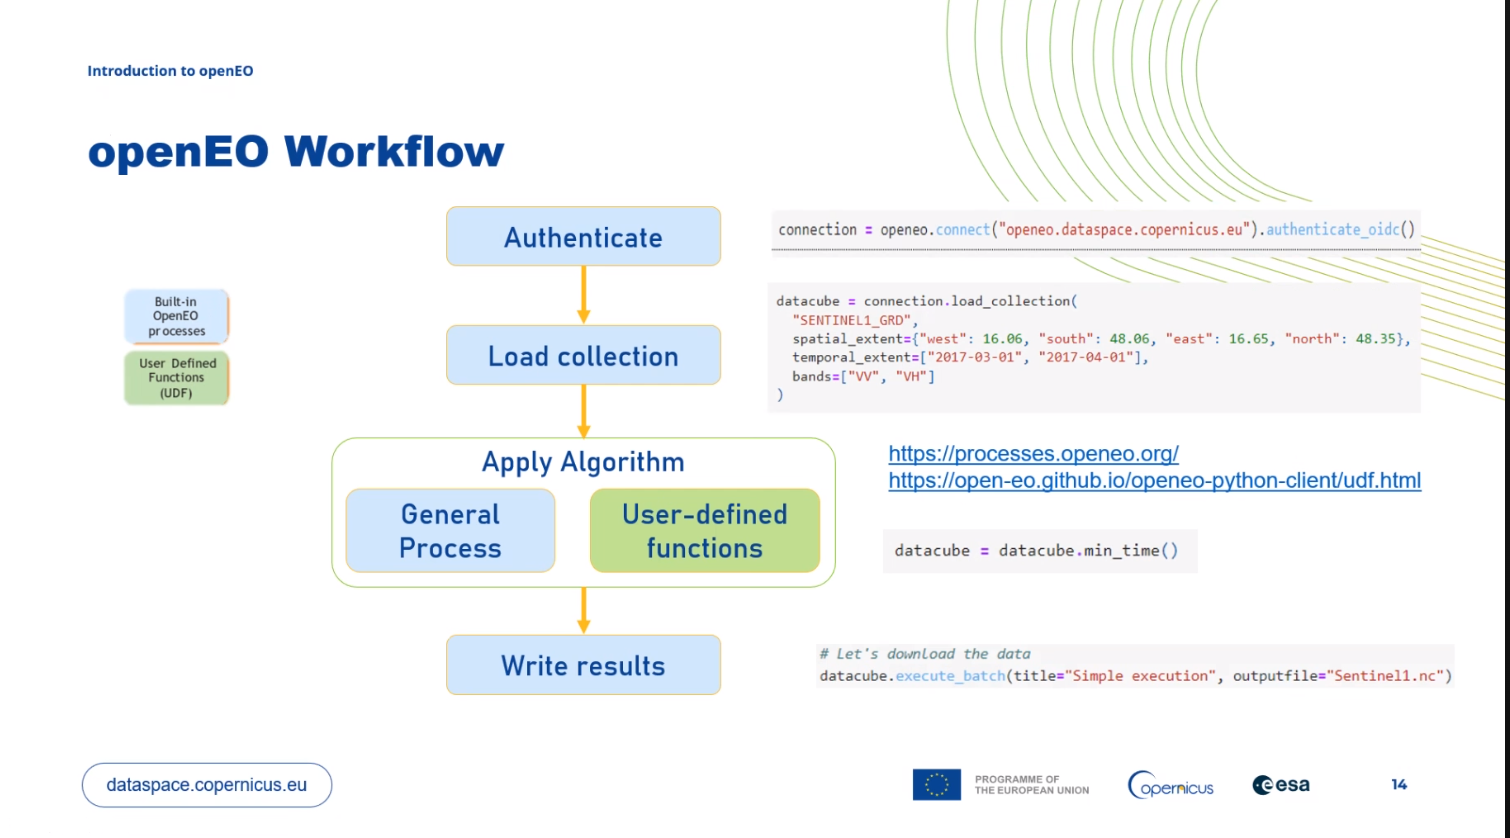 Introduction to openEO
openEO Workflow
Built-in
OpenEO
processes
User Defined
Functions
(UDF)
Authenticate
connection = openeo.connect("openeo.dataspace.copernicus.eu").authenticate_oidc()
Load collection
datacube = connection.load_collection(
"SENTINEL1_GRD",
spatial_extent={"west": 16.06, "south": 48.06, "east": 16.65, "north": 48.35},
temporal_extent=["2017-03-01", "2017-04-01"],
bands=["VV", "VH"]
)
Apply Algorithm
General
Process
User-defined
functions
https://processes.openeo.org/
https://open-eo.github.io/openeo-python-client/udf.html
datacube = datacube.min_time()
Write results
# Let's download the data
datacube.execute_batch(title="Simple execution", outputfile="Sentinel1.nc")
dataspace.copernicus.eu
PROGRAMME OF
THE EUROPEAN UNION
opernicus
esa
14